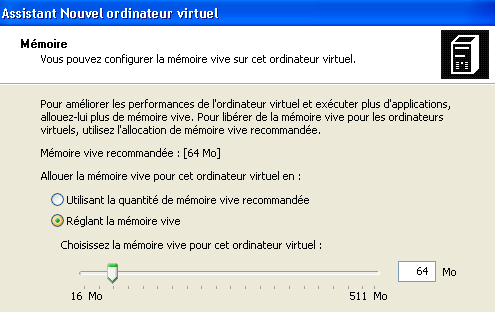 Assistant Nouvel ordinateur virtuel
Mémoire
Vous pouvez configurer la mémoire vive sur cet ordinateur virtuel.
Pour améliorer les performances de l'ordinateur virtuel et exécuter plus d'applications,
allouez-lui plus de mémoire vive. Pour libérer de la mémoire vive pour les ordinateurs
virtuels, utilisez l'allocation de mémoire vive recommandée.
Mémoire vive recommandée : [64 Mo]
Allouer la mémoire vive pour cet ordinateur virtuel en :
Utilisant la quantité de mémoire vive recommandée
Réglant la mémoire vive
Choisissez la mémoire vive pour cet ordinateur virtuel :
64 Mo
16 Mo 511 Mo